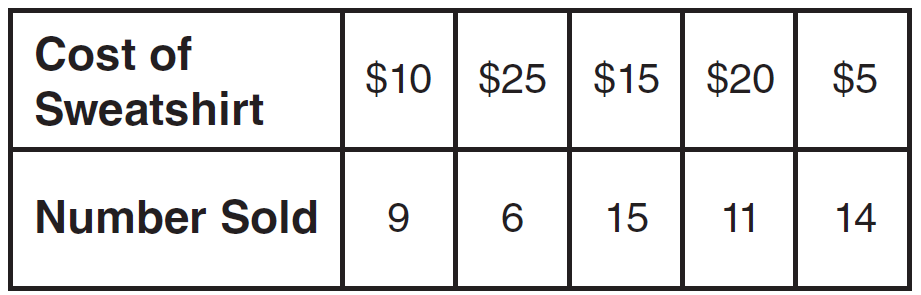 Cost of
Sweatshirt $10 $25 $15 $20 $5
Number Sold 9 6 15 11 14